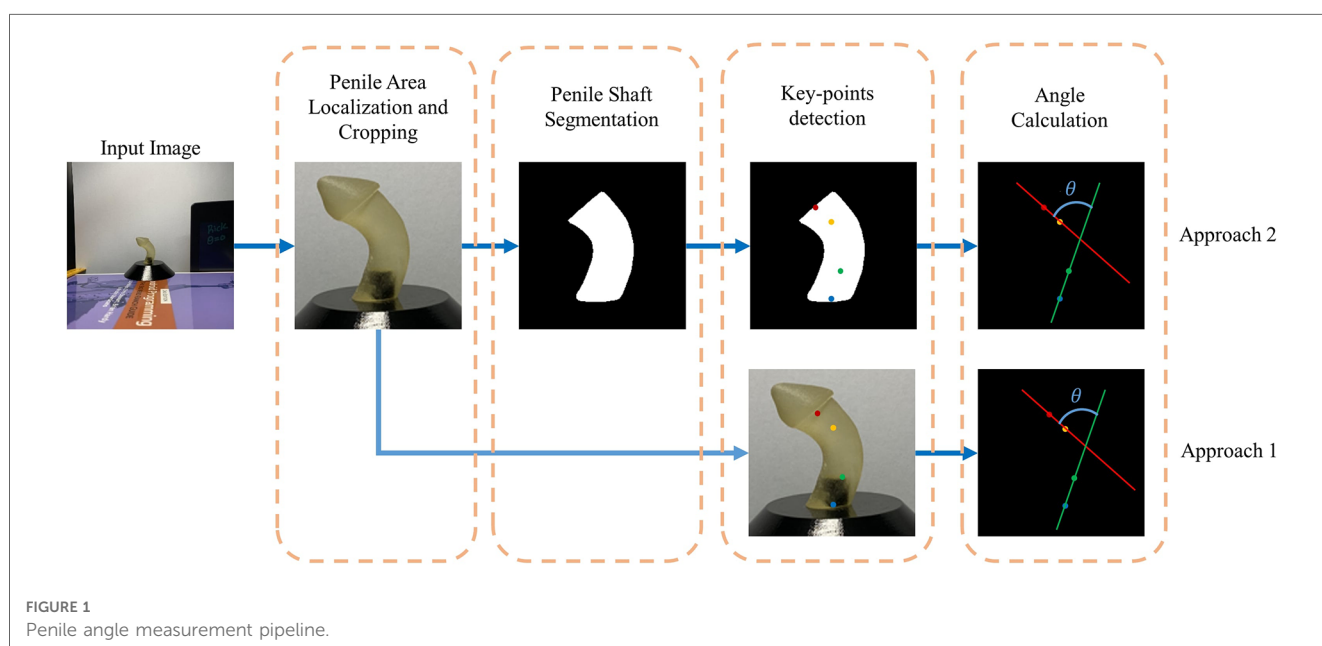 Input Image
Penile Area
Localization and
Cropping
Penile Shaft
Segmentation
Key-points
detection
Angle
Calculation
θ
Approach 2
θ
Approach 1
FIGURE 1
Penile angle measurement pipeline.